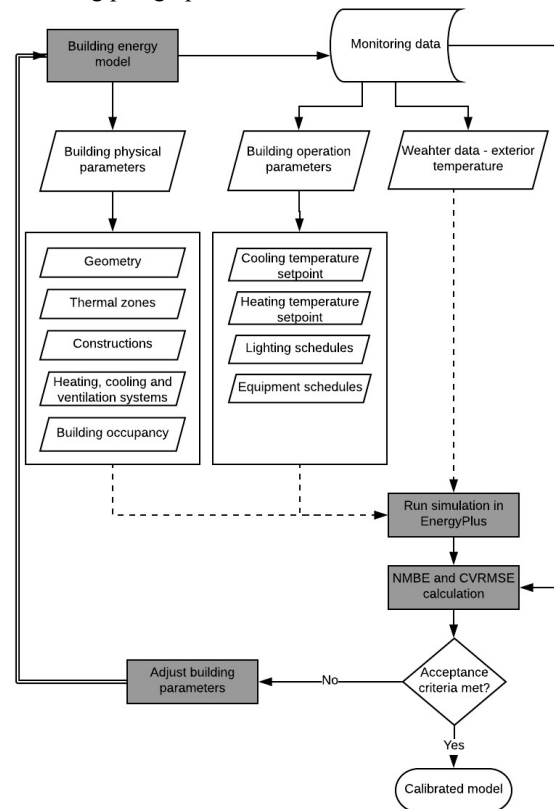 Building energy
model
Monitoring data
Building physical
parameters
Building operation
parameters
Weahter data - exterior
temperature
Geometry
Thermal zones
Constructions
Heating, cooling and
ventilation systems
Building occupancy
Cooling temperature
setpoint
Heating temperature
setpoint
Lighting schedules
Equipment schedules
Run simulation in
EnergyPlus
NMBE and CVRMSE
calculation
Acceptance
criteria met?
No
Adjust building
parameters
Yes
Calibrated model